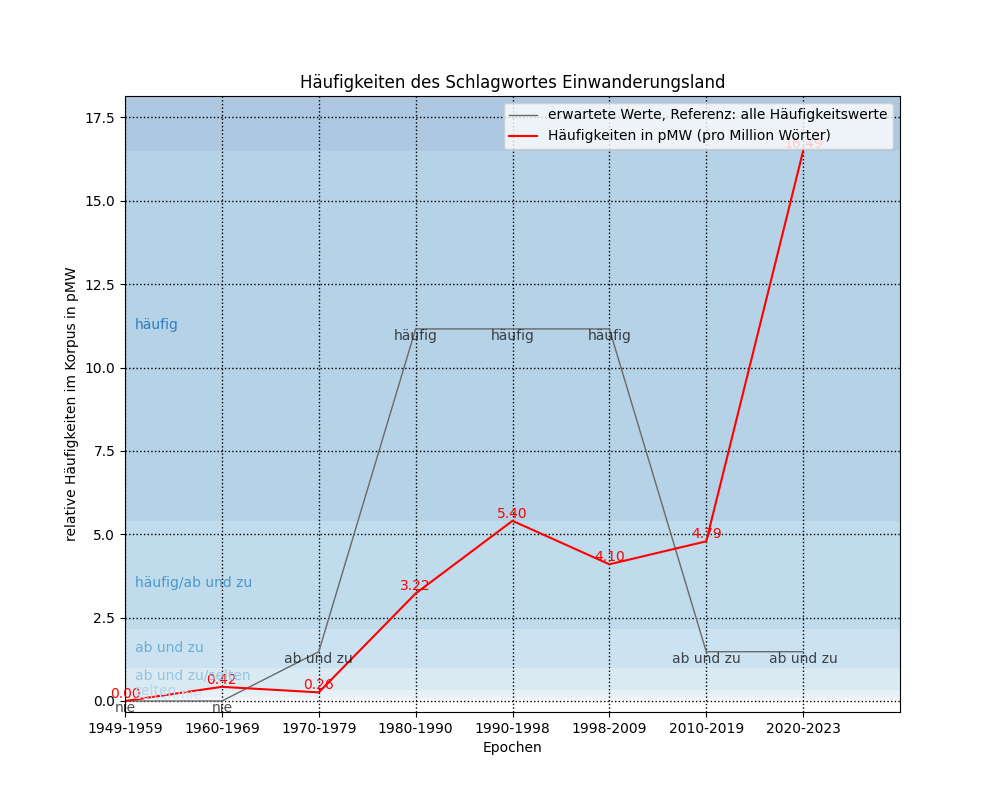 Häufigkeiten des Schlagwortes Einwanderungsland
erwartete Werte, Referenz: alle Häufigkeitswerte
Häufigkeiten in pMW (pro Million Wörter)
17.5
16.49
15.0
12.5
häufig
häufig
häufig
häufig
10.0
7.5
relative Häufigkeiten im Korpus in pMW
5.40
5.0
4.79
4.10
häufig/ab und zu
3.22
2.5
ab und zu
ab und zu
ab und zu
ab und zu
ab und zu/selten
0.42
0.26
selten
0.00
0.0
nie
nie
1949-1959
1960-1969
1970-1979
1980-1990
1990-1998
1998-2009
2010-2019
2020-2023
Epochen